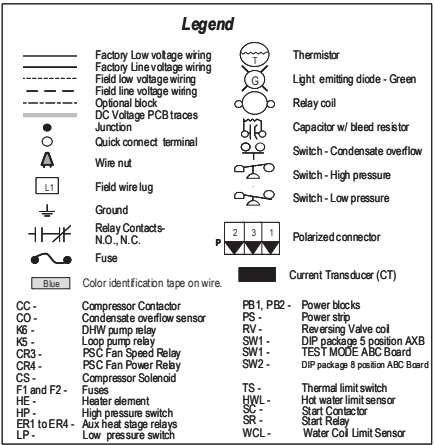 Legend
Factory Low voltage wiring
Factory Line voltage wiring
Field low voltage wiring
Field line voltage wiring
Optional block
DC Voltage PCB traces
Junction
Quick connect terminal
Wire nut
L1 Field wire lug
Ground
Relay Contacts-
N.O., N.C.
Fuse
Blue Color identification tape on wire.
T Thermistor
G Light emitting diode - Green
Relay coil
Capacitor w/ bleed resistor
Switch - Condensate overflow
Switch - High pressure
Switch - Low pressure
P 2 3 1 Polarized connector
Current Transducer (CT)
CC - Compressor Contactor
CO - Condensate overflow sensor
K6 - DHW pump relay
K5 - Loop pump relay
CR3 - PSC Fan Speed Relay
CR4 - PSC Fan Power Relay
CS - Compressor Solenoid
F1 and F2 - Fuses
HE - Heater element
HP - High pressure switch
ER1 to ER4 - Aux heat stage relays
LP - Low pressure switch
PB1, PB2 - Power blocks
PS - Power strip
RV - Reversing Valve coil
SW1 - DIP package 5 position AXB
SW1 - TEST MODE ABC Board
SW2 - DIP package 8 position ABC Board
TS - Thermal limit switch
HWL - Hot water limit sensor
SC - Start Contactor
SR - Start Relay
WCL - Water Coil Limit Sensor